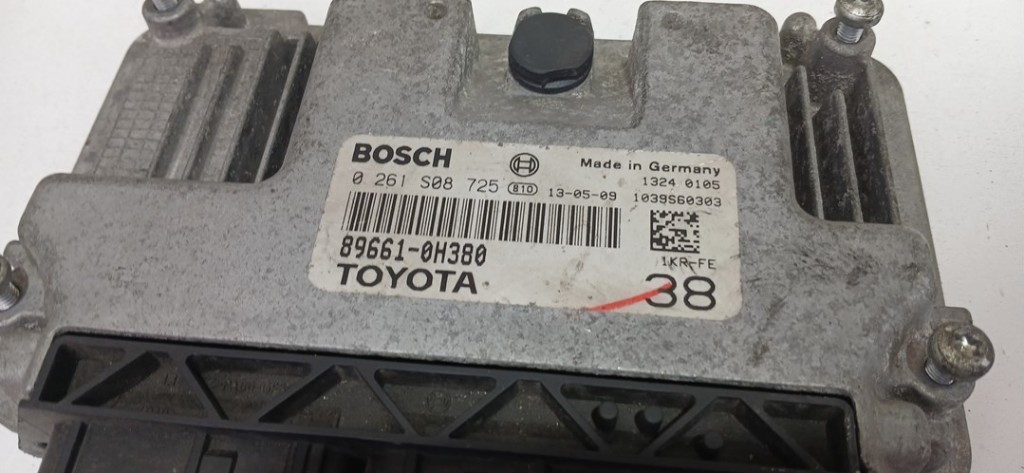 BOSCH
Made in Germany
0 261 S08 725 810 13-05-09
1324 0105
1039S60303
89661-0H380
1KR-FE
TOYOTA
38